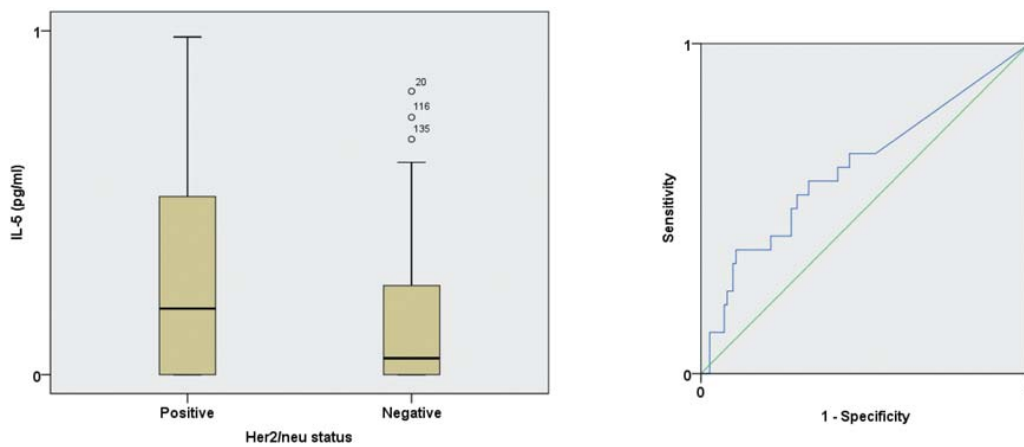 1
20
116
135
IL-5 (pg/ml)
0
Positive
Negative
Her2/neu status
1
Sensitivity
0
0
1 - Specificity